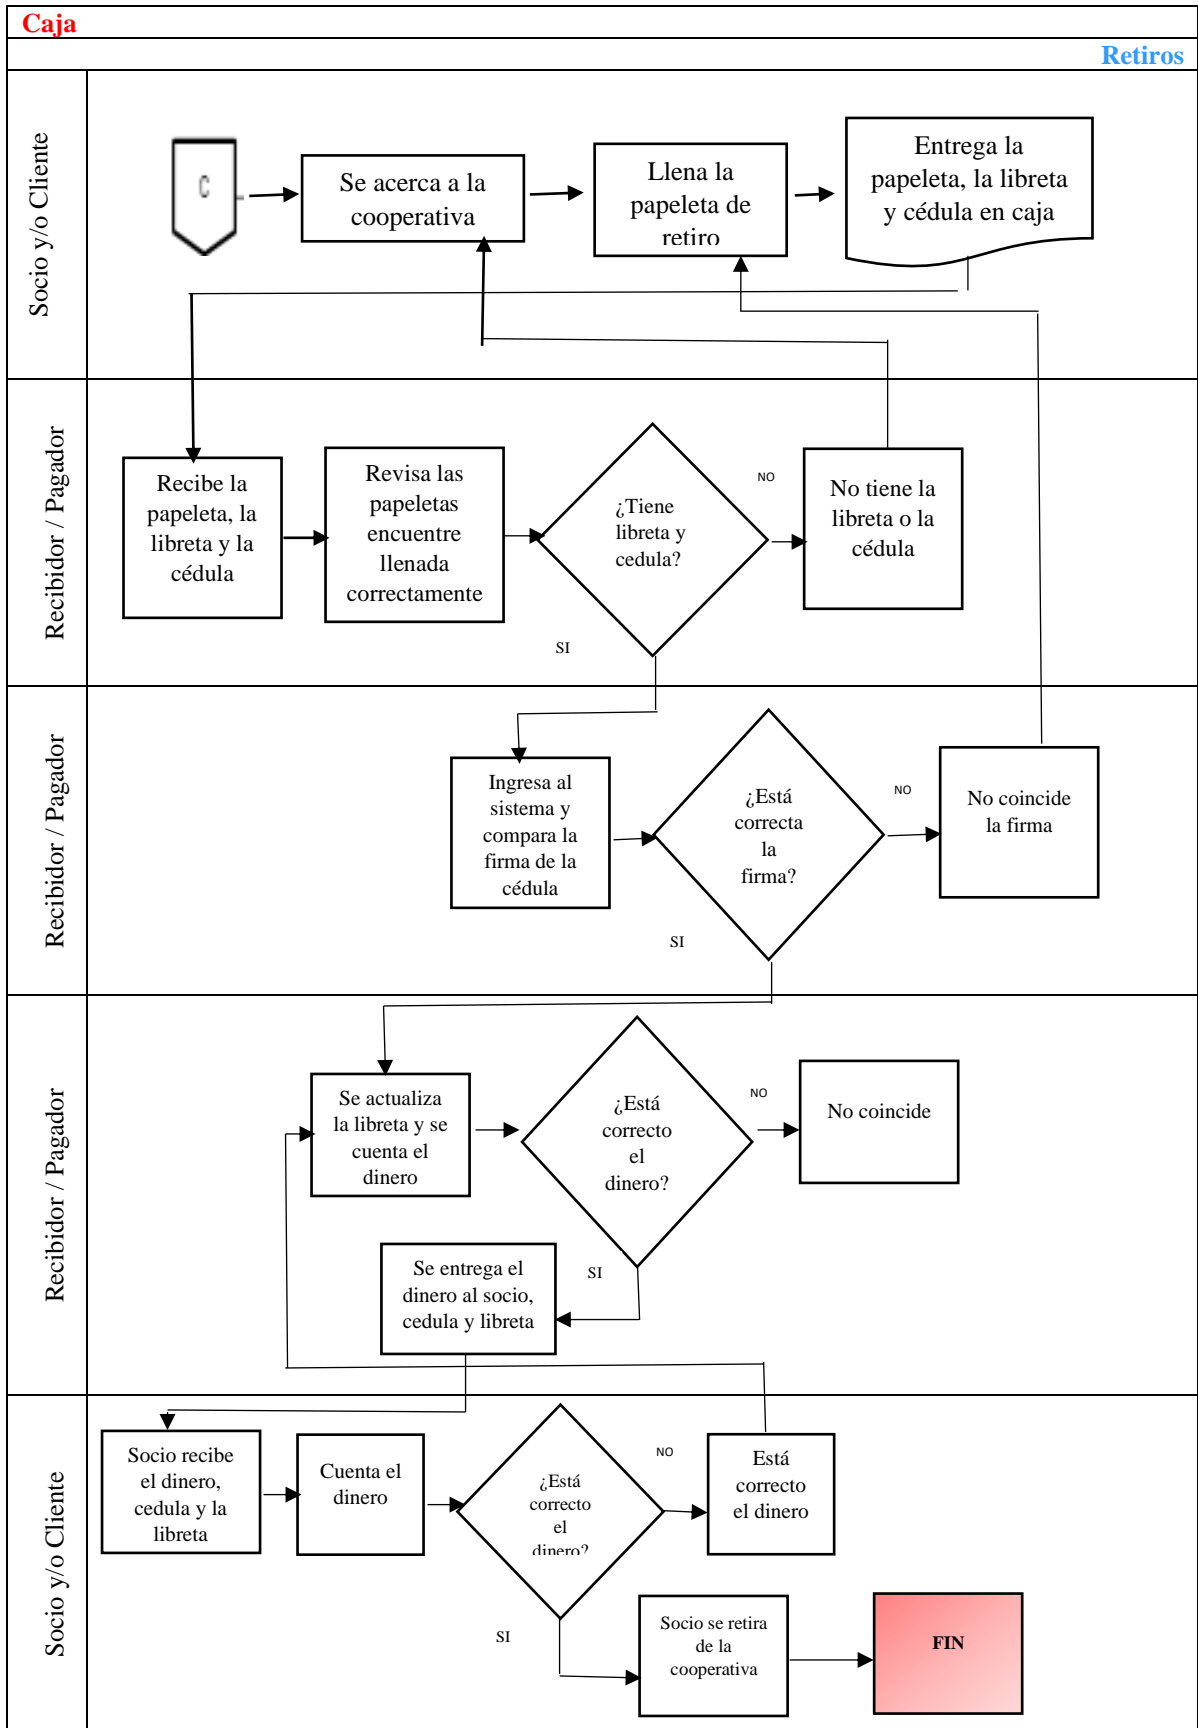 Caja
Retiros
Socio y/o Cliente
C
Se acerca a la
cooperativa
Llena la
papeleta de
retiro
Entrega la
papeleta, la libreta
y cédula en caja
Recibidor / Pagador
Recibe la
papeleta, la
libreta y la
cédula
Revisa las
papeletas
encuentre
llenada
correctamente
¿Tiene
libreta y
cedula?
NO
No tiene la
libreta o la
cédula
SI
Recibidor / Pagador
Ingresa al
sistema y
compara la
firma de la
cédula
¿Está
correcta
la
firma?
NO
No coincide
la firma
SI
Recibidor / Pagador
Se actualiza
la libreta y se
cuenta el
dinero
¿Está
correcto
el
dinero?
NO
No coincide
Se entrega el
dinero al socio,
cedula y libreta
SI
Socio y/o Cliente
Socio recibe
el dinero,
cedula y la
libreta
Cuenta el
dinero
¿Está
correcto
el
dinero?
NO
Está
correcto
el dinero
SI
Socio se retira
de la
cooperativa
FIN